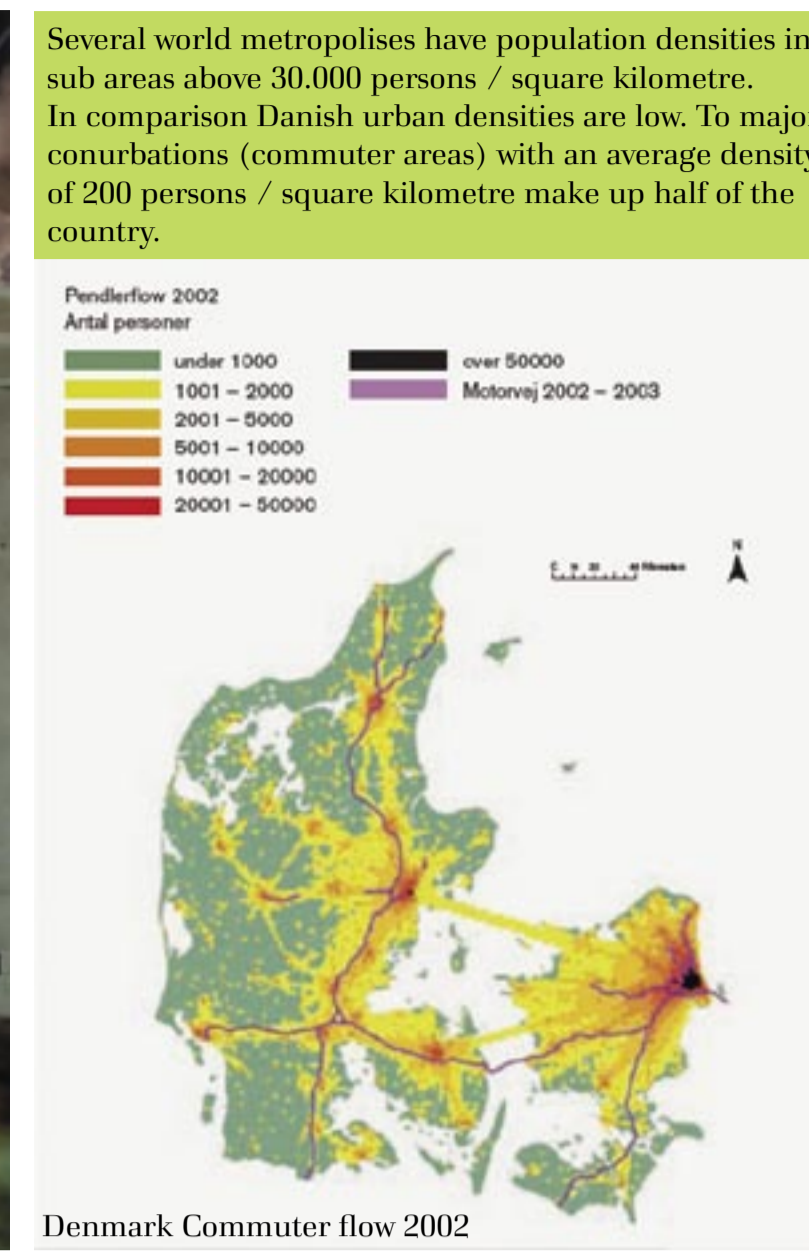 Several world metropolises have population densities in
sub areas above 30.000 persons / square kilometre.
In comparison Danish urban densities are low. To major
conurbations (commuter areas) with an average density
of 200 persons / square kilometre make up half of the
country.
Pendlerflow 2002
Antal personer
under 1000
1001 – 2000
2001 – 5000
5001 – 10000
10001 – 20000
20001 – 50000
over 50000
Motorvej 2002 – 2003
N
Denmark Commuter flow 2002